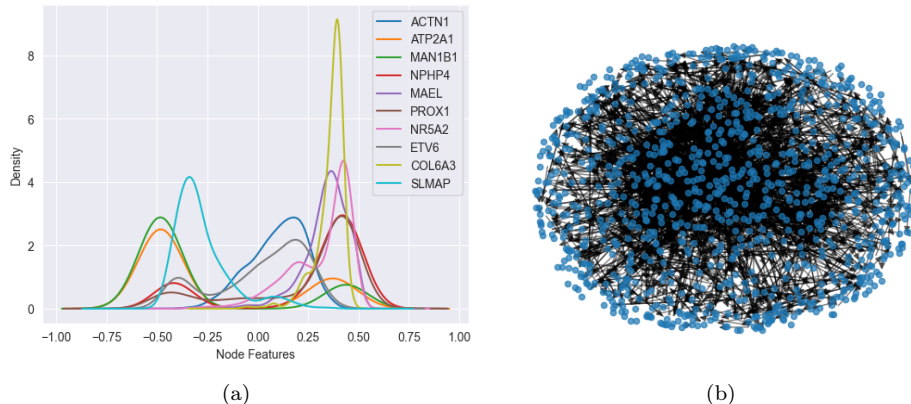 ACTN1
ATP2A1
MAN1B1
NPHP4
MAEL
PROX1
NR5A2
ETV6
COL6A3
SLMAP
8
6
4
2
0
Density
−1.00 −0.75 −0.50 −0.25 0.00 0.25 0.50 0.75 1.00
Node Features
(a) (b)